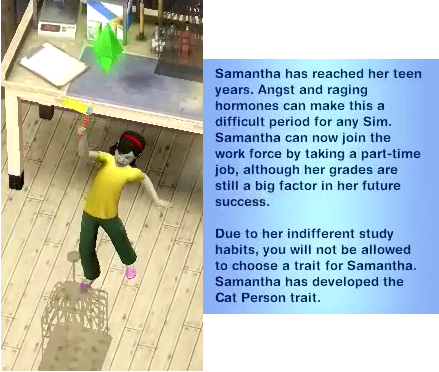 Samantha has reached her teen
years. Angst and raging
hormones can make this a
difficult period for any Sim.
Samantha can now join the
work force by taking a part-time
job, although her grades are
still a big factor in her future
success.
Due to her indifferent study
habits, you will not be allowed
to choose a trait for Samantha.
Samantha has developed the
Cat Person trait.